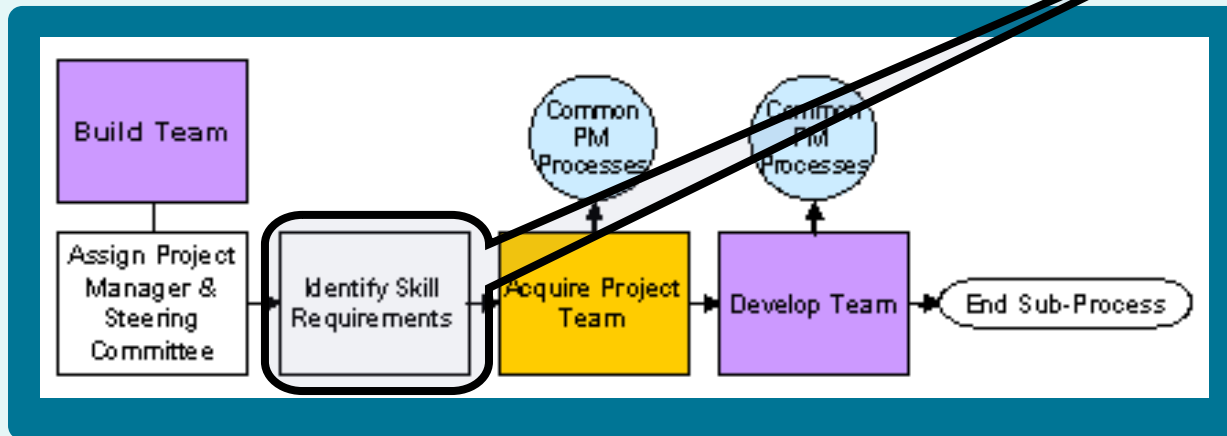 Build Team
Common
PM
Processes
Common
PM
Processes
Assign Project
Manager &
Steering
Committee
Identify Skill
Requirements
Acquire Project
Team
Develop Team
End Sub-Process